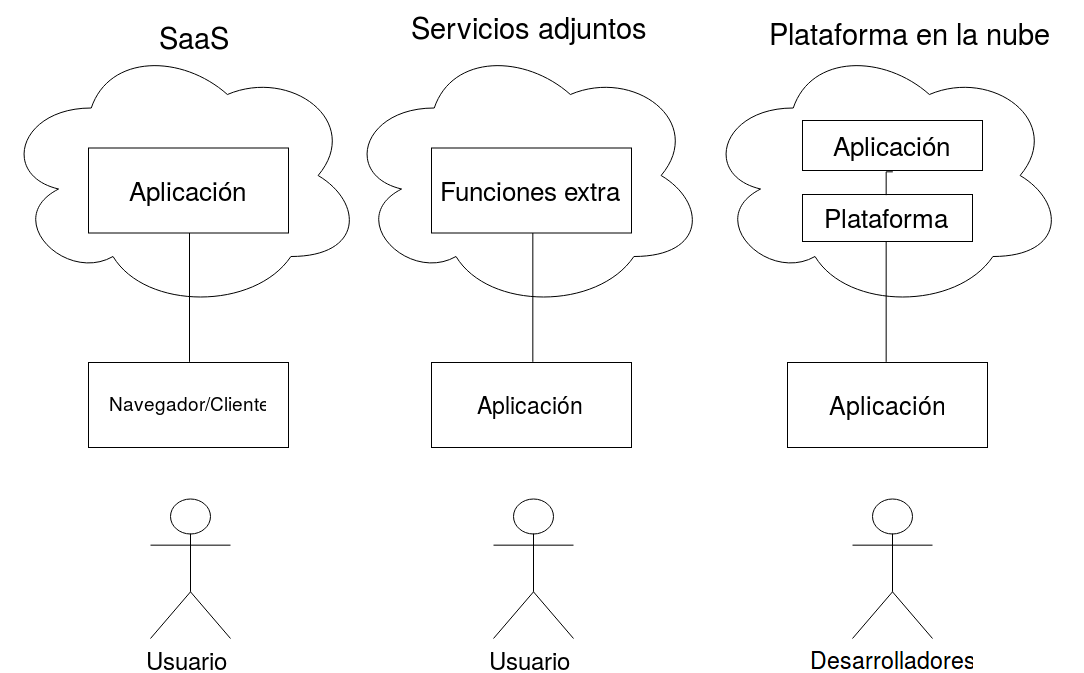 SaaS
Aplicación
Navegador/Cliente
Usuario
Servicios adjuntos
Funciones extra
Aplicación
Usuario
Plataforma en la nube
Aplicación
Plataforma
Aplicación
Desarrolladores